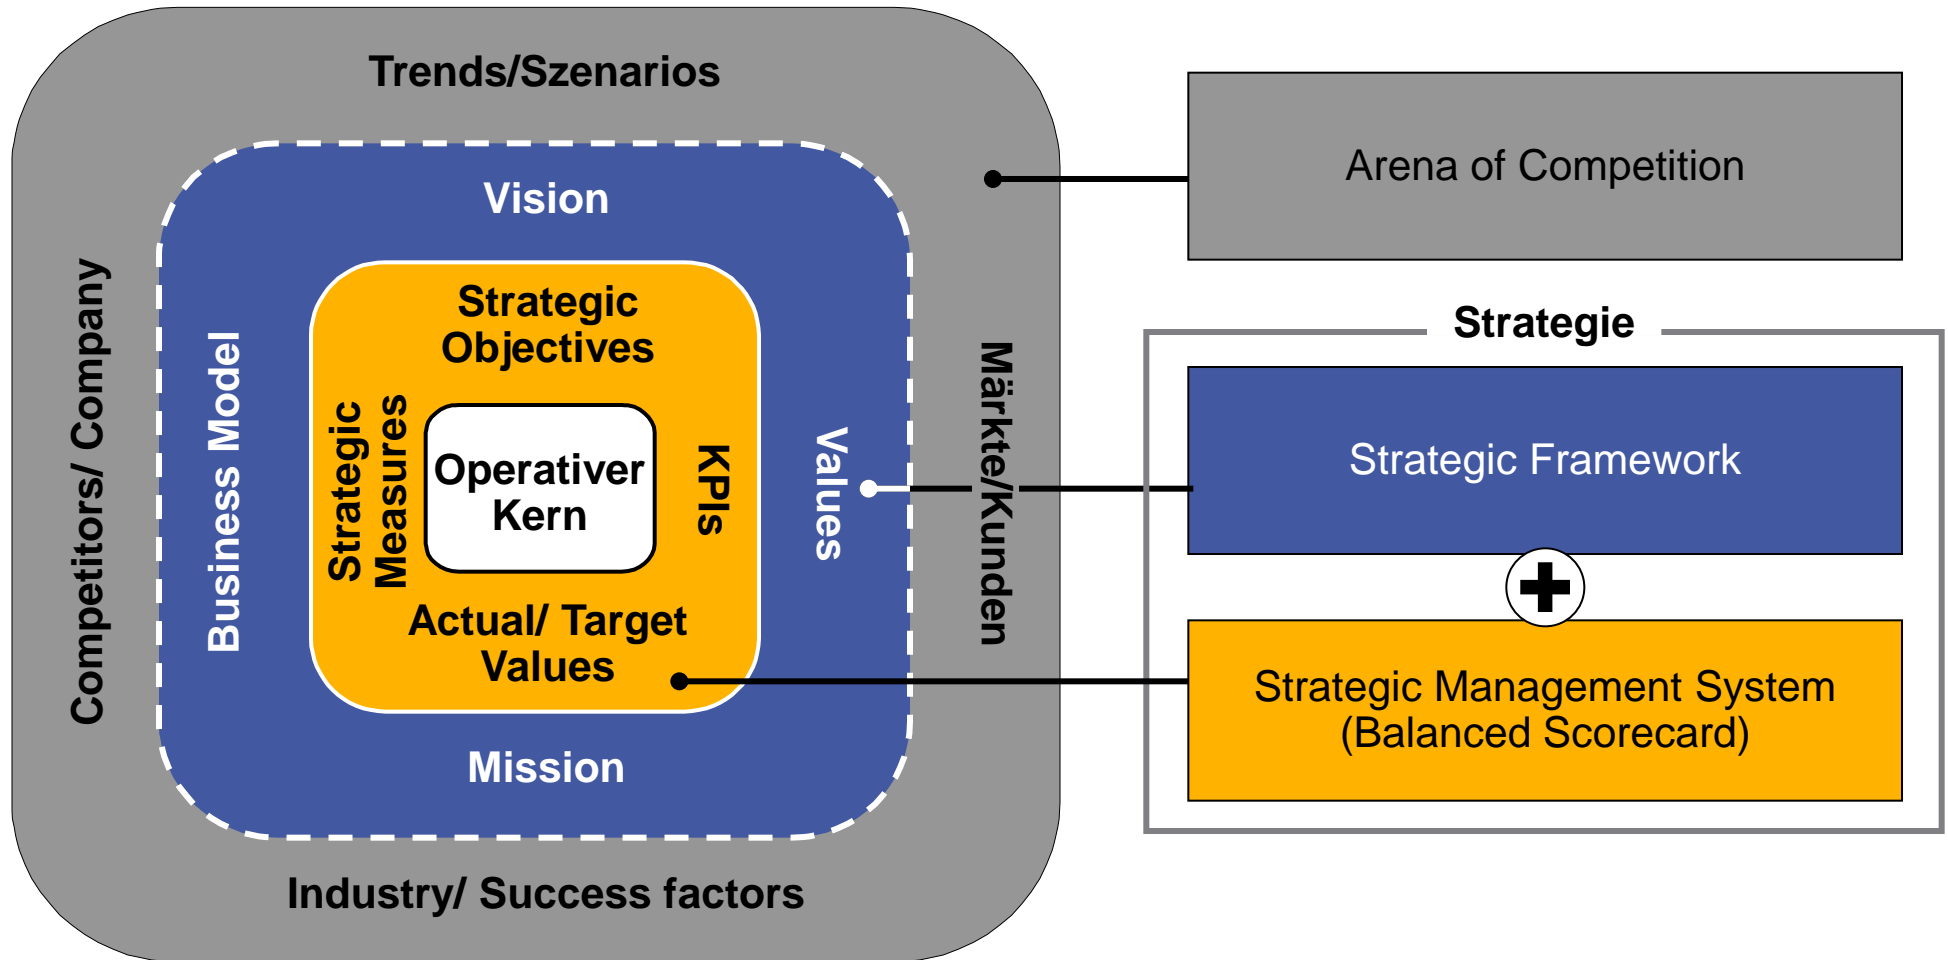 Trends/Szenarios
Competitors/ Company
Vision
Business Model
Strategic
Objectives
Strategic
Measures
Operativer
Kern
KPIs
Actual/ Target
Values
Values
Mission
Märkte/Kunden
Industry/ Success factors
Arena of Competition
Strategie
Strategic Framework
Strategic Management System
(Balanced Scorecard)